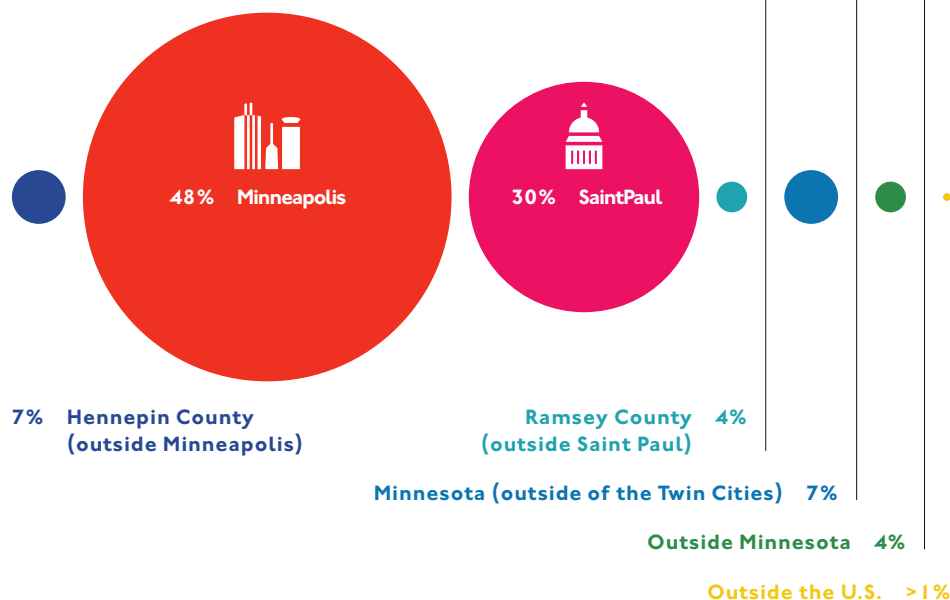 48% Minneapolis
30% SaintPaul
7% Hennepin County
(outside Minneapolis)
Ramsey County 4%
(outside Saint Paul)
Minnesota (outside of the Twin Cities) 7%
Outside Minnesota 4%
Outside the U.S. >1%